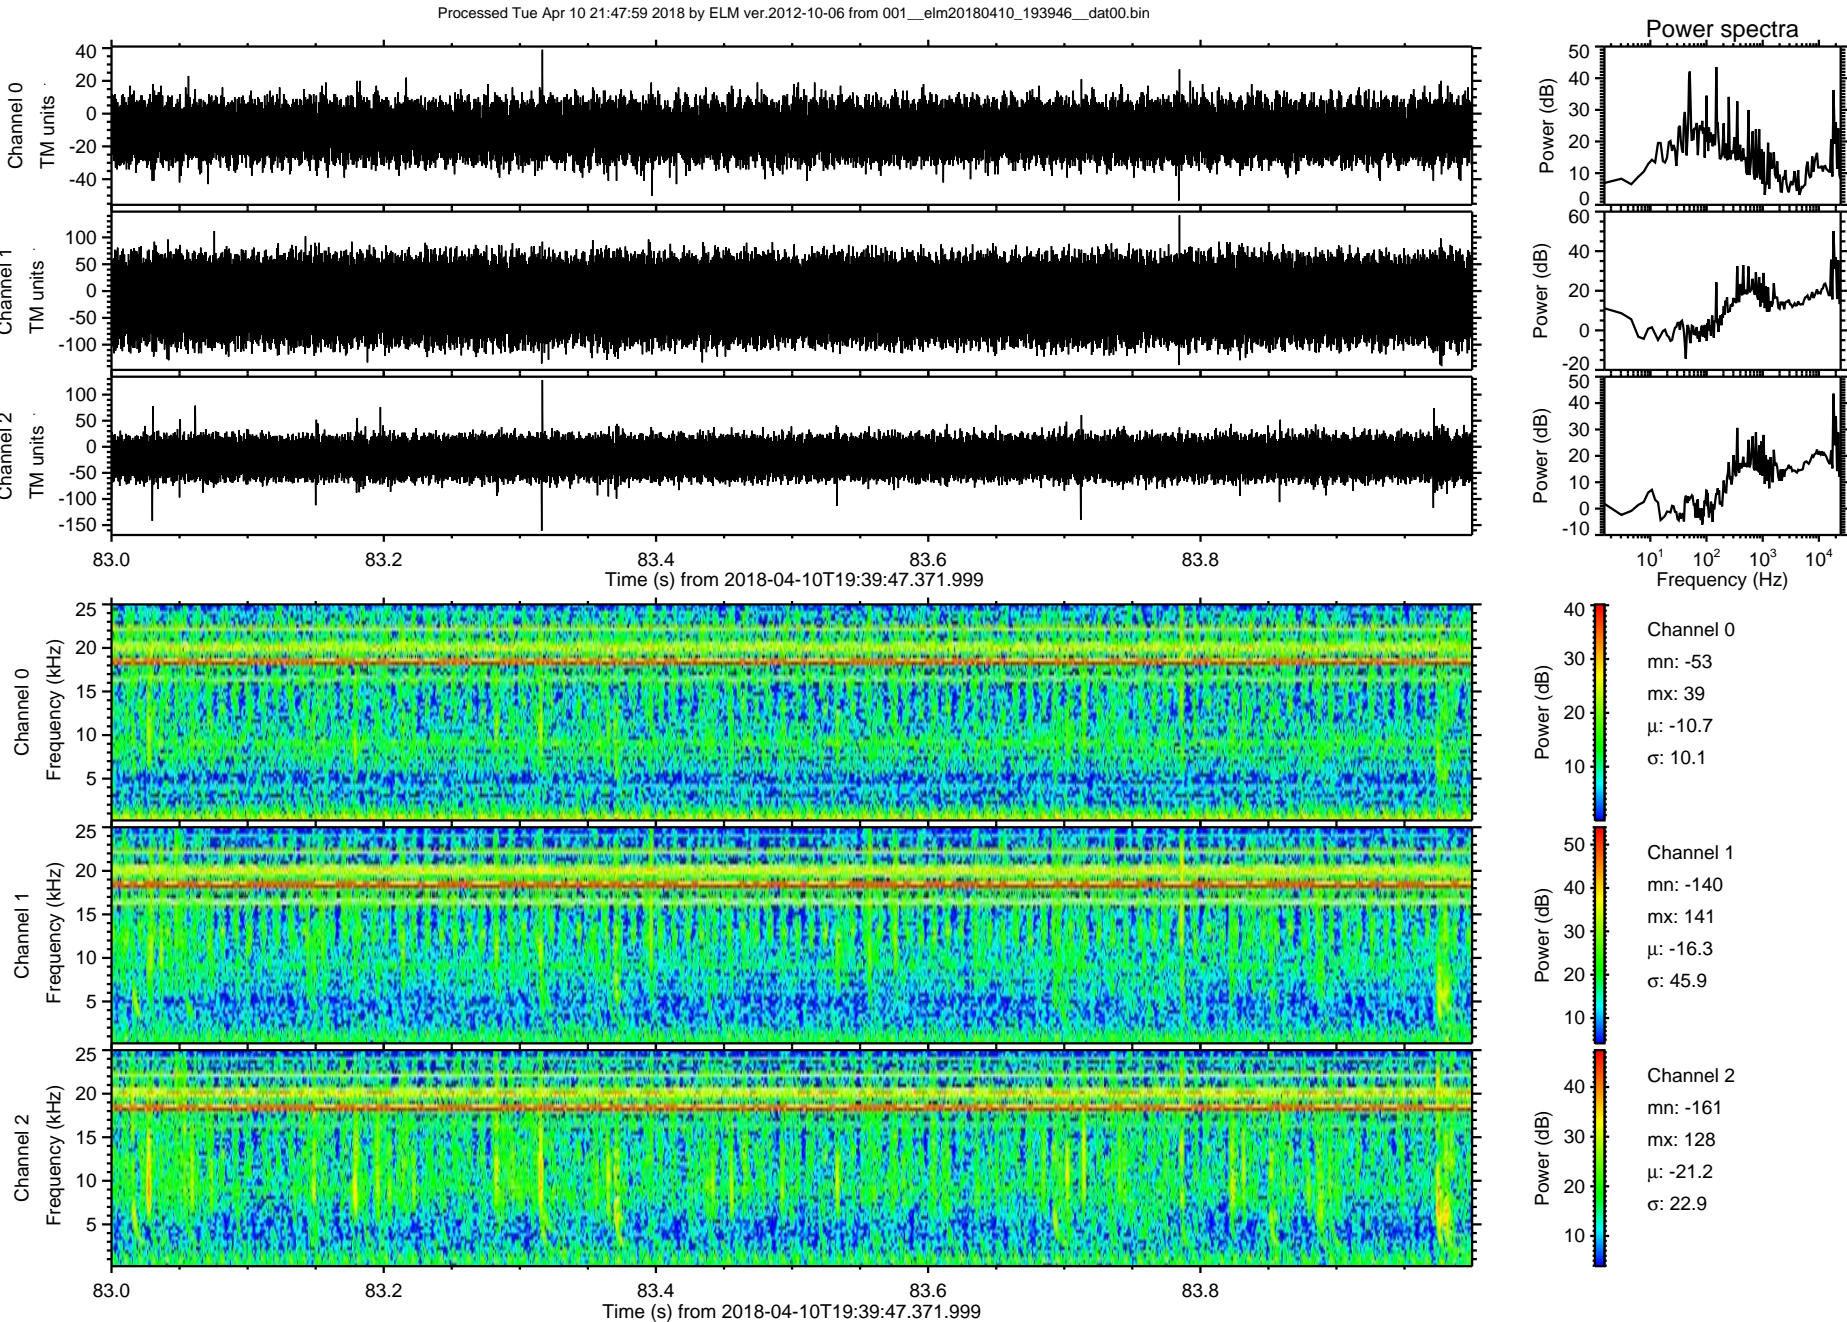 Processed Tue Apr 10 21:47:59 2018 by ELM ver.2012-10-06 from 001__elm20180410_193946__dat00.bin
Power spectra
Channel 0
TM units
40
20
0
-20
-40
Power (dB)
50
40
30
20
10
0
Channel 1
TM units
100
50
0
-50
-100
Power (dB)
60
40
20
0
-20
Channel 2
TM units
100
50
0
-50
-100
-150
Power (dB)
50
40
30
20
10
0
-10
83.0 83.2 83.4 83.6 83.8
Time (s) from 2018-04-10T19:39:47.371.999
10^1 10^2 10^3 10^4
Frequency (Hz)
Channel 0
Frequency (kHz)
25
20
15
10
5
Power (dB)
40
30
20
10
Channel 0
mn: -53
mx: 39
μ: -10.7
σ: 10.1
Channel 1
Frequency (kHz)
25
20
15
10
5
Power (dB)
50
40
30
20
10
Channel 1
mn: -140
mx: 141
μ: -16.3
σ: 45.9
Channel 2
Frequency (kHz)
25
20
15
10
5
Power (dB)
40
30
20
10
Channel 2
mn: -161
mx: 128
μ: -21.2
σ: 22.9
83.0 83.2 83.4 83.6 83.8
Time (s) from 2018-04-10T19:39:47.371.999